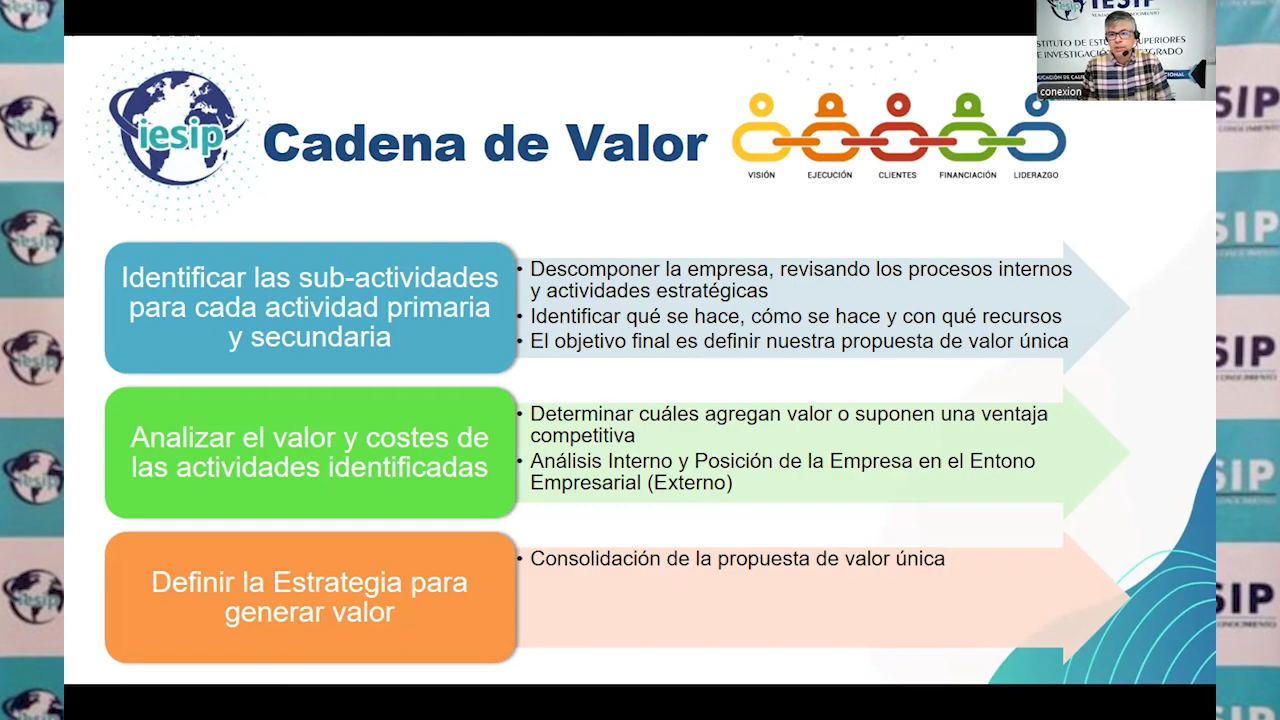 iesip
Cadena de Valor
VISIÓN
EJECUCIÓN
CLIENTES
FINANCIACIÓN
LIDERAZGO
conexion
Identificar las sub-actividades
para cada actividad primaria
y secundaria
• Descomponer la empresa, revisando los procesos internos
y actividades estratégicas
• Identificar qué se hace, cómo se hace y con qué recursos
• El objetivo final es definir nuestra propuesta de valor única
Analizar el valor y costes de
las actividades identificadas
• Determinar cuáles agregan valor o suponen una ventaja
competitiva
• Análisis Interno y Posición de la Empresa en el Entono
Empresarial (Externo)
Definir la Estrategia para
generar valor
• Consolidación de la propuesta de valor única